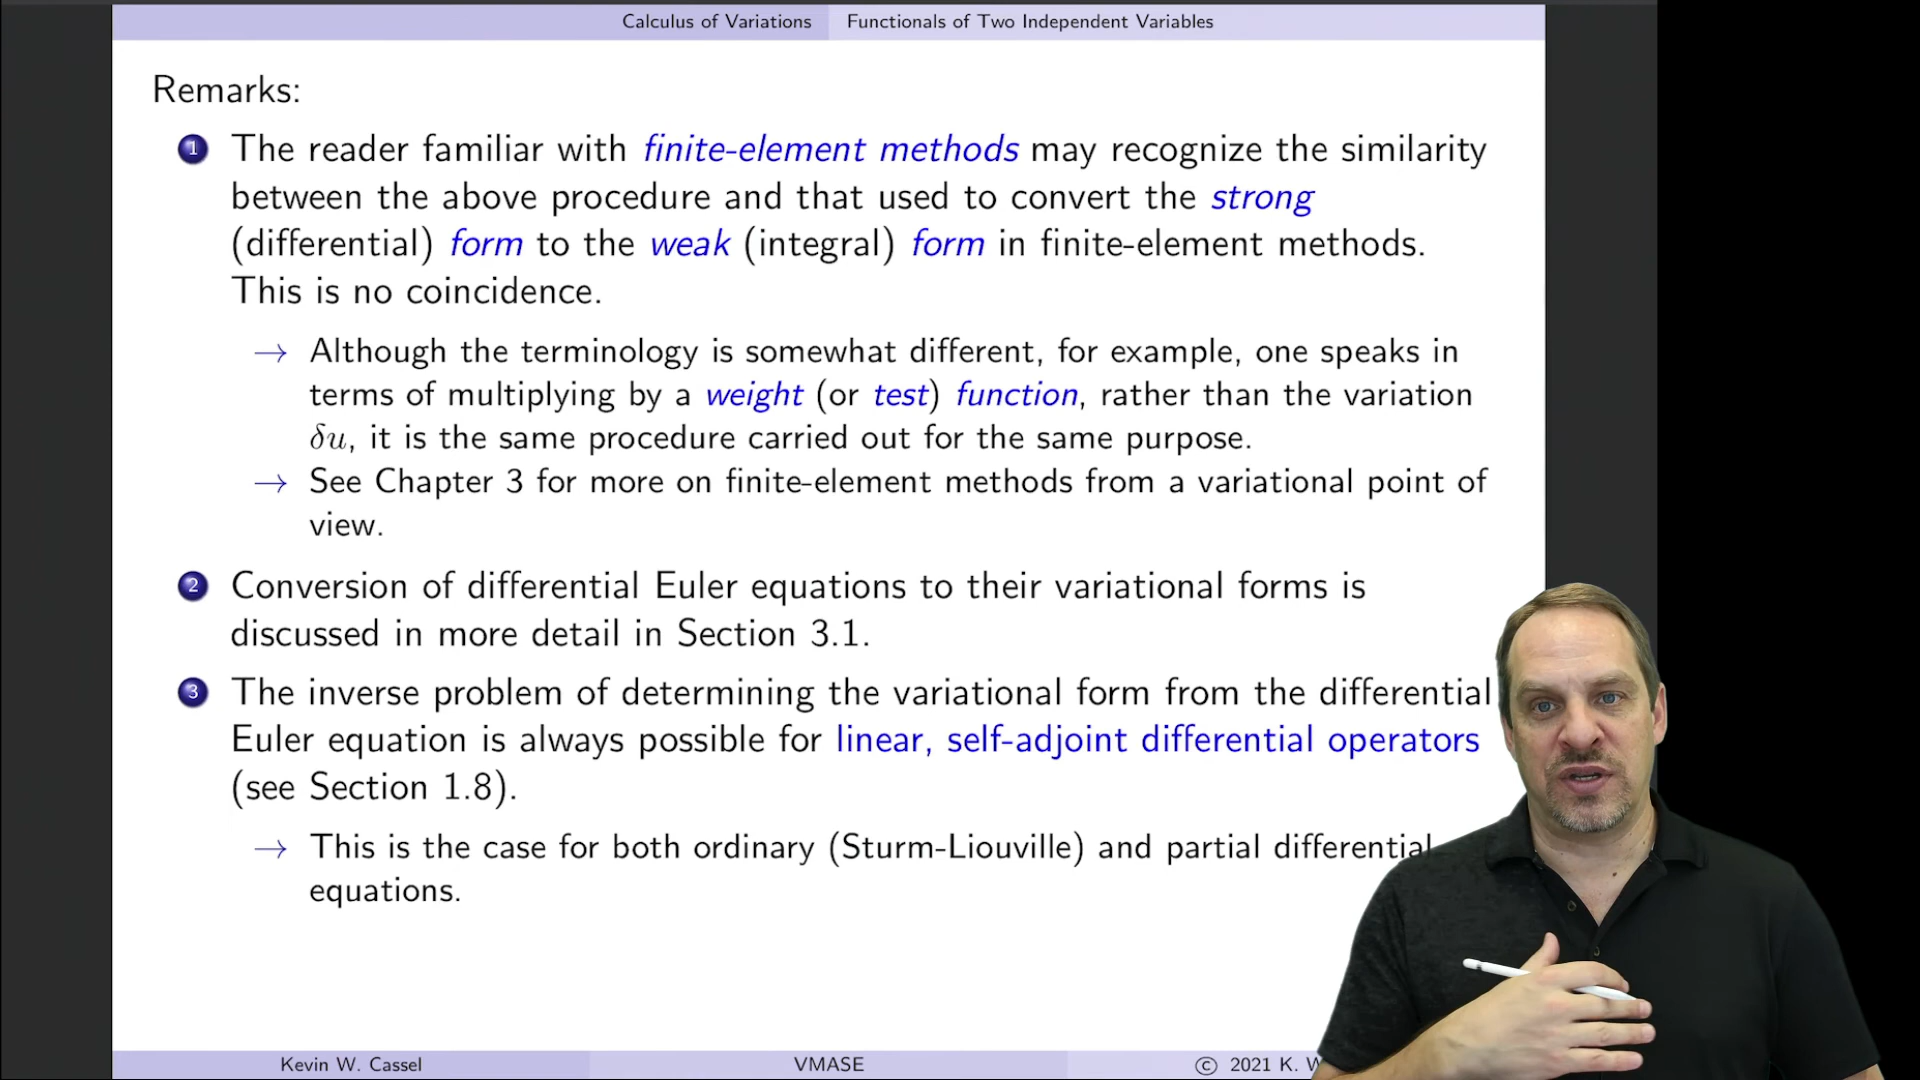 Calculus of Variations Functionals of Two Independent Variables
Remarks:
1 The reader familiar with finite-element methods may recognize the similarity
between the above procedure and that used to convert the strong
(differential) form to the weak (integral) form in finite-element methods.
This is no coincidence.
→ Although the terminology is somewhat different, for example, one speaks in
terms of multiplying by a weight (or test) function, rather than the variation
δu, it is the same procedure carried out for the same purpose.
→ See Chapter 3 for more on finite-element methods from a variational point of
view.
2 Conversion of differential Euler equations to their variational forms is
discussed in more detail in Section 3.1.
3 The inverse problem of determining the variational form from the differential
Euler equation is always possible for linear, self-adjoint differential operators
(see Section 1.8).
→ This is the case for both ordinary (Sturm-Liouville) and partial differential
equations.
Kevin W. Cassel VMASE © 2021 K.